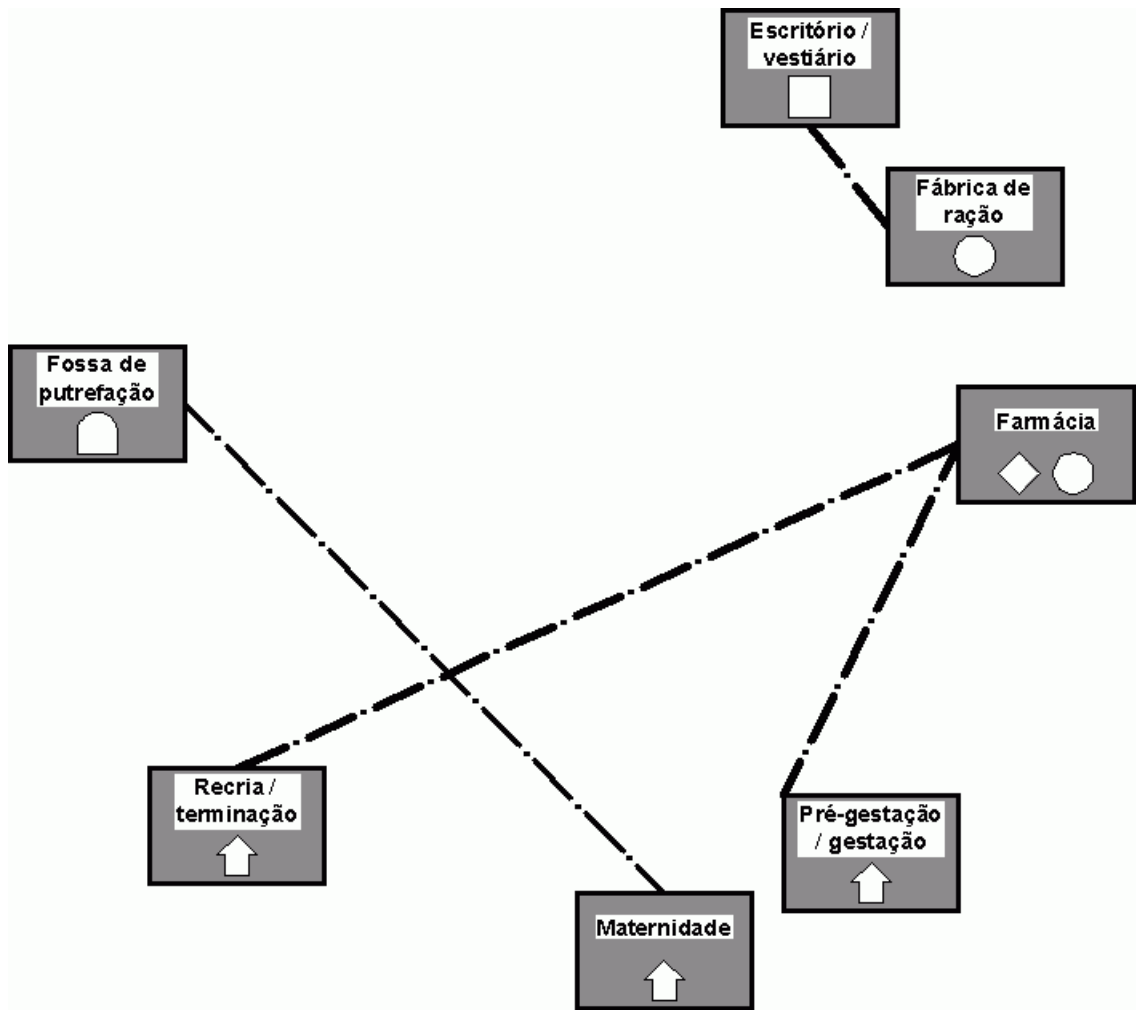 Escritório /
vestiário
Fábrica de
ração
Fossa de
putrefação
Farmácia
Recria /
terminação
Pré-gestação
/ gestação
Maternidade